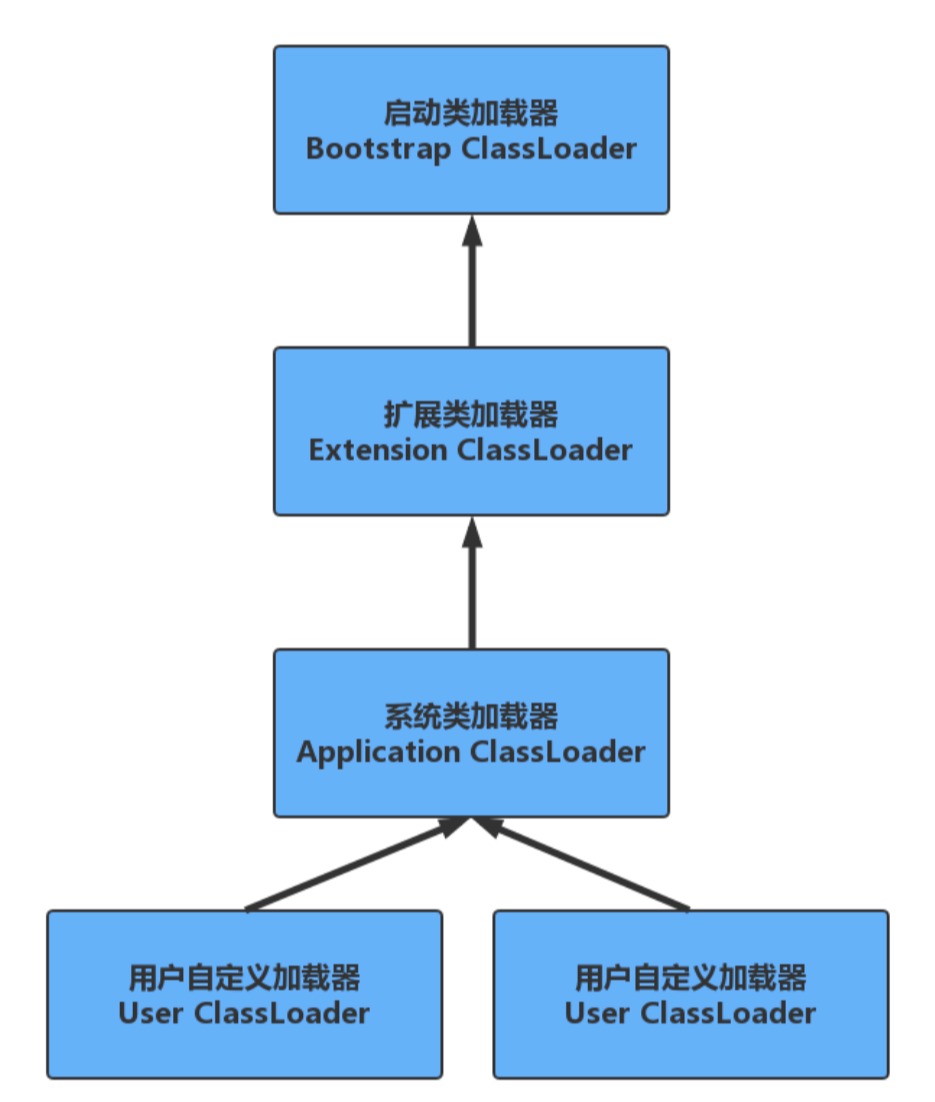 启动类加载器
Bootstrap ClassLoader
扩展类加载器
Extension ClassLoader
系统类加载器
Application ClassLoader
用户自定义加载器
User ClassLoader
用户自定义加载器
User ClassLoader